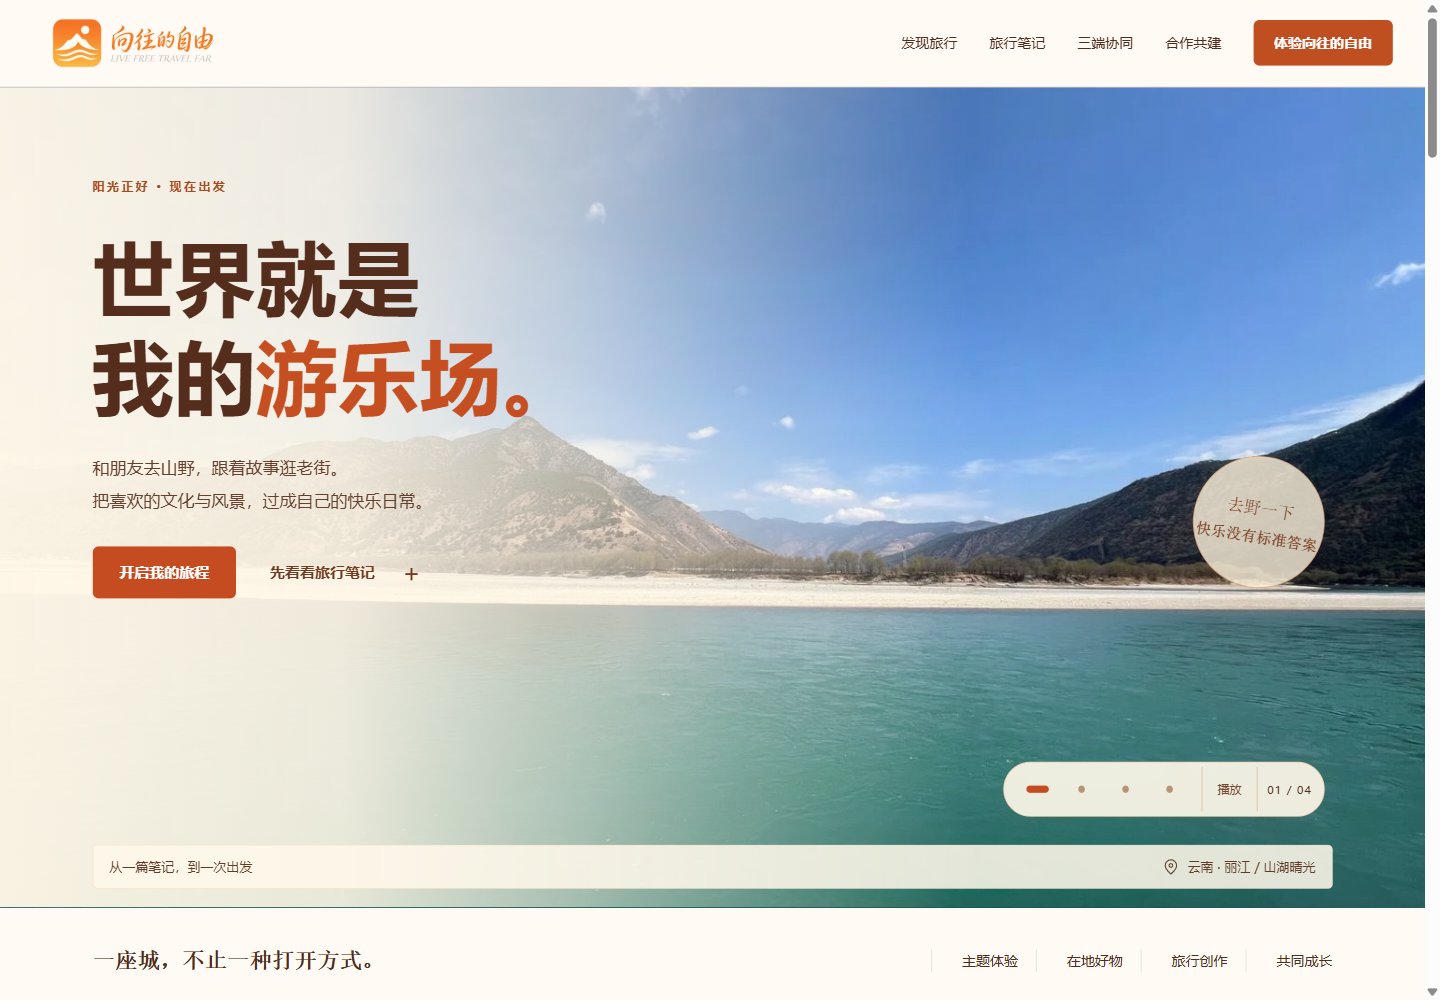 向往的自由
LIVE FREE TRAVEL FAR
发现旅行
旅行笔记
三端协同
合作共建
体验向往的自由
阳光正好 • 现在出发
世界就是
我的游乐场。
和朋友去山野，跟着故事逛老街。
把喜欢的文化与风景，过成自己的快乐日常。
开启我的旅程
先看看旅行笔记 +
去野一下
快乐没有标准答案
播放
01 / 04
从一篇笔记，到一次出发
云南 · 丽江 / 山湖晴光
一座城，不止一种打开方式。
主题体验
在地好物
旅行创作
共同成长